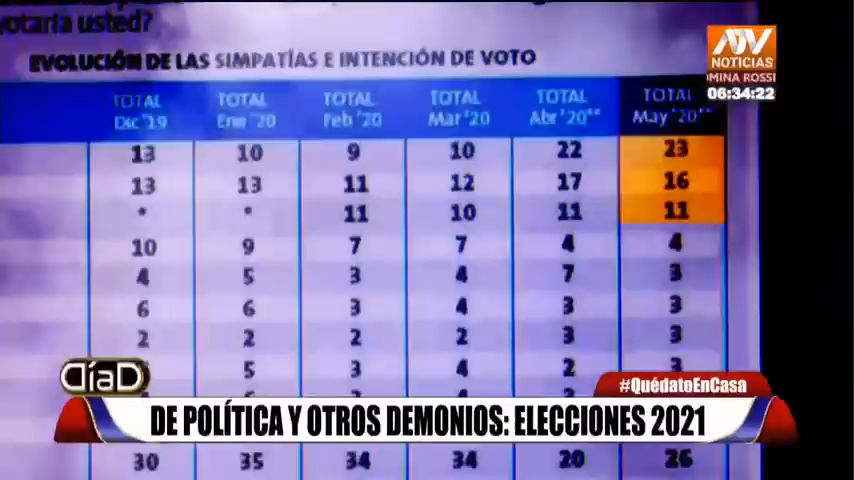 votaría usted?
EVOLUCIÓN DE LAS SIMPATÍAS E INTENCIÓN DE VOTO
ATV
NOTICIAS
OMINA ROSSI
06:34:22
TOTAL TOTAL TOTAL TOTAL TOTAL TOTAL
Dic '19 Ene '20 Feb '20 Mar '20 Abr '20** May '20**
13 10 9 10 22 23
13 13 11 12 17 16
* * 11 10 11 11
10 9 7 7 4 4
4 5 3 4 7 3
6 6 3 4 3 3
2 2 2 2 3 3
5 3 4 2 3
DíaD
#QuédateEnCasa
DE POLÍTICA Y OTROS DEMONIOS: ELECCIONES 2021
30 35 34 34 20 26